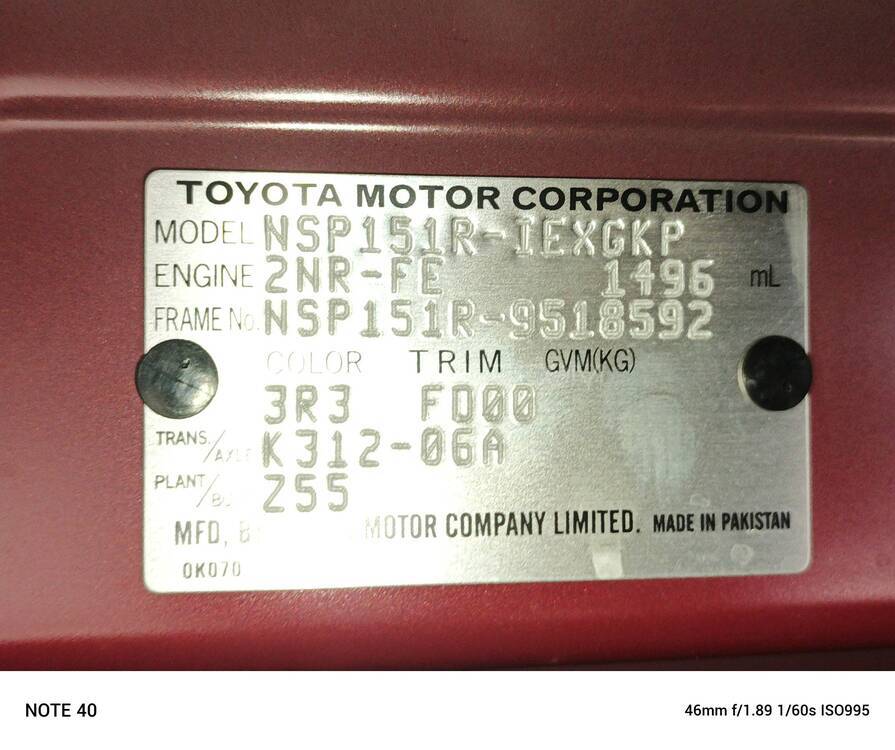 TOYOTA MOTOR CORPORATION
MODEL NSP151R-IEXGKP
ENGINE 2NR-FE 1496 mL
FRAME No. NSP151R-9518592
COLOR TRIM GVM(KG)
3R3 FD00
TRANS./AXLE K312-06A
PLANT/ Z55
MFD, B MOTOR COMPANY LIMITED. MADE IN PAKISTAN
0K070
NOTE 40
46mm f/1.89 1/60s ISO995